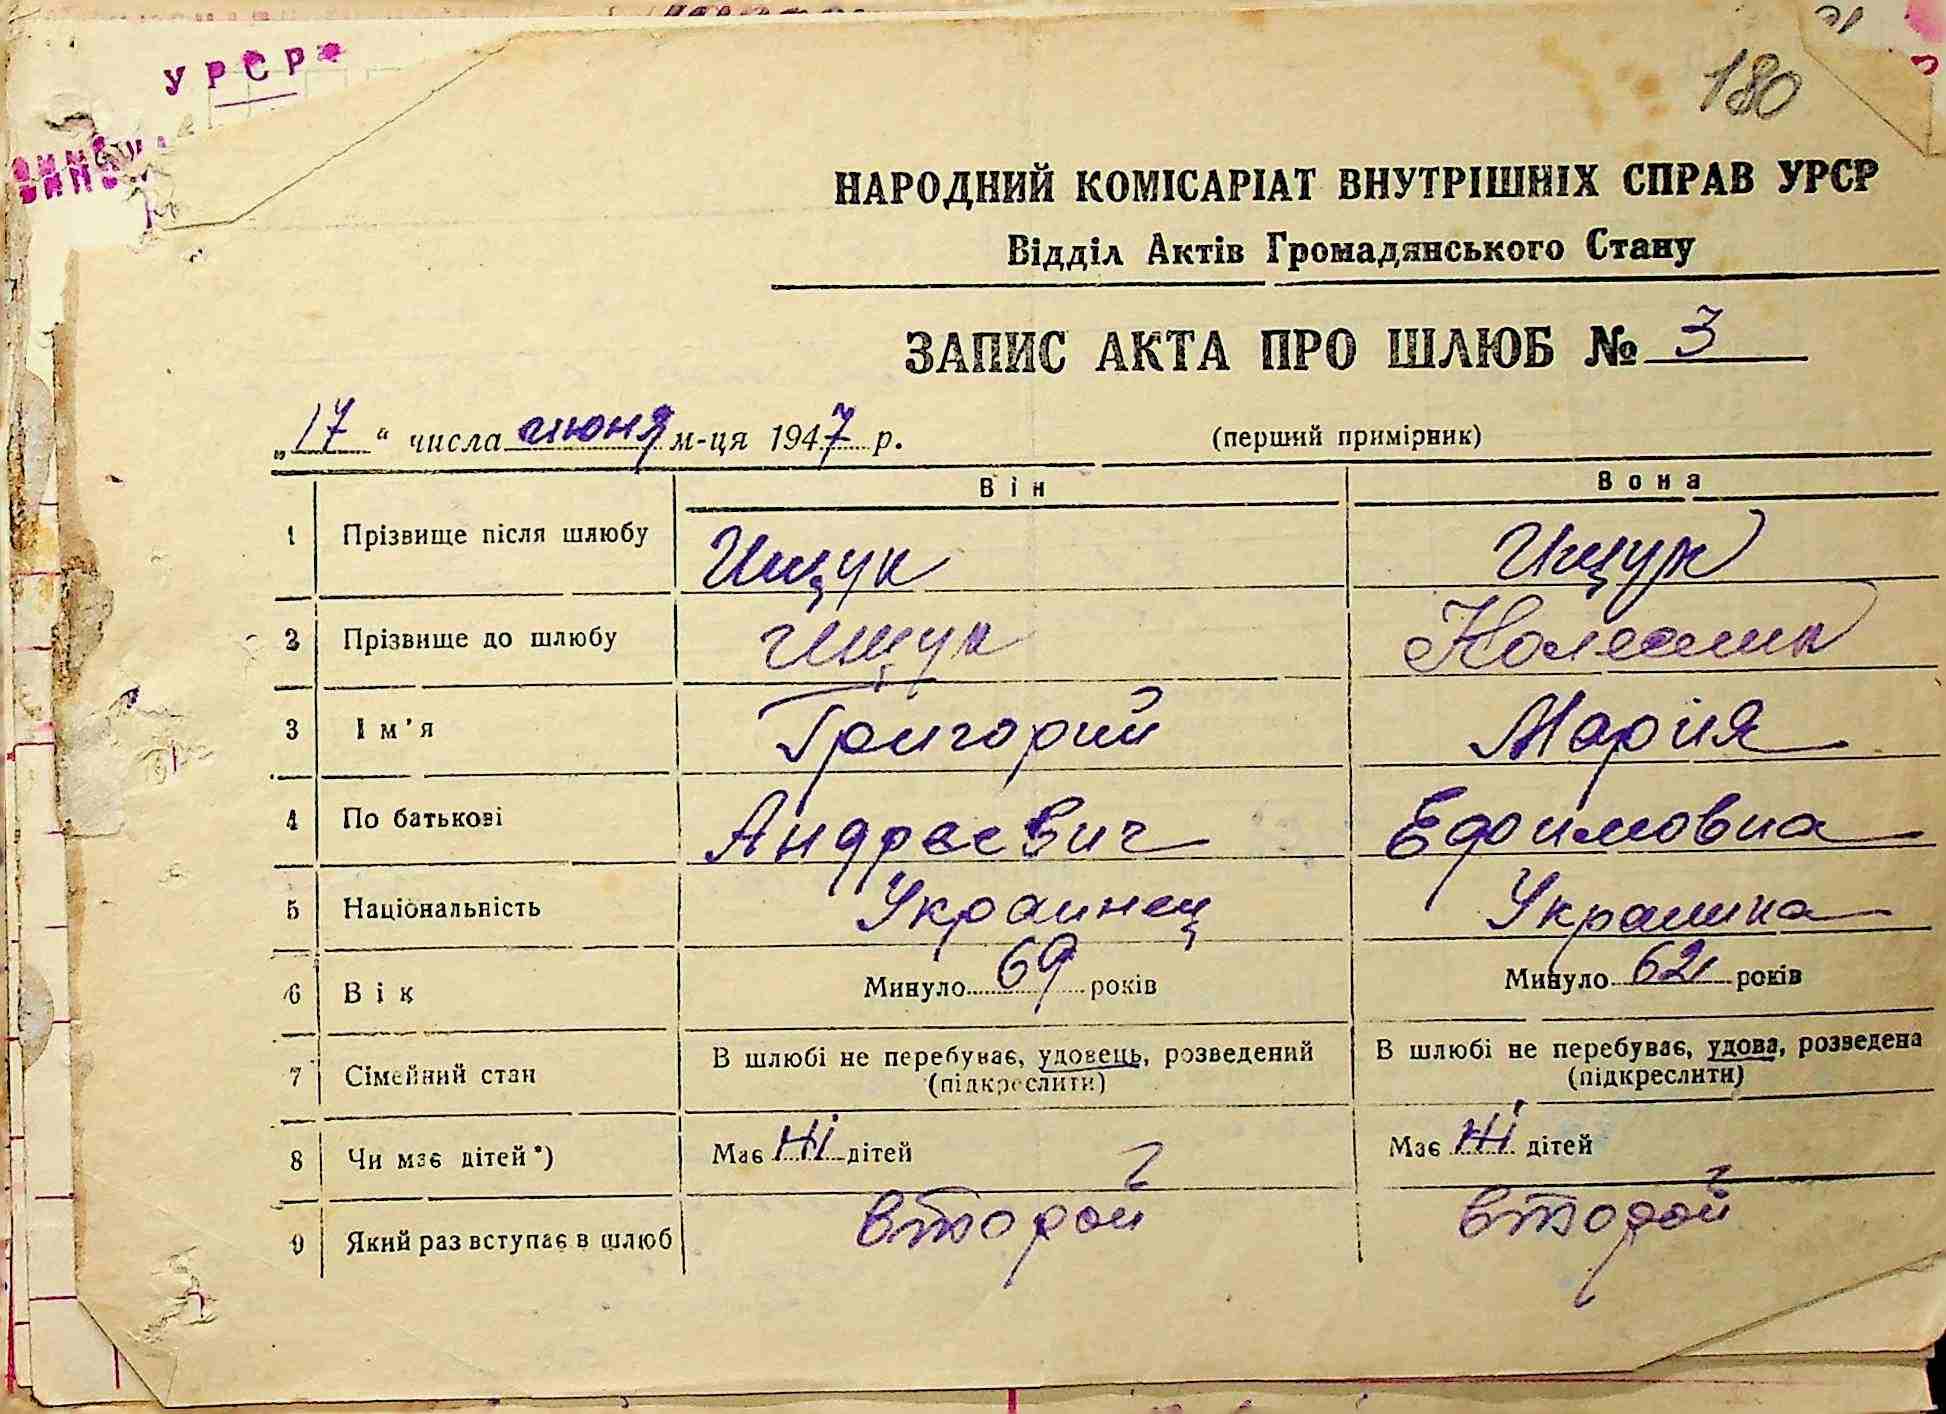 УРСР
180
НАРОДНИЙ КОМІСАРІАТ ВНУТРІШНІХ СПРАВ УРСР
Відділ Актів Громадянського Стану
ЗАПИС АКТА ПРО ШЛЮБ № 3
„17“ числа июня м-ця 1947 р. (перший примірник)
Він Вона
1 Прізвище після шлюбу Ищук Ищук
2 Прізвище до шлюбу Ищук Колесник
3 Ім'я Григорий Мария
4 По батькові Андреевич Ефимовна
5 Національність Украинец Украинка
6 Вік Минуло 69 років Минуло 62 років
7 Сімейний стан В шлюбі не перебуває, удовець, розведений (підкреслити) В шлюбі не перебуває, удова, розведена (підкреслити)
8 Чи має дітей*) Має ні дітей Має ні дітей
9 Який раз вступає в шлюб второй второй